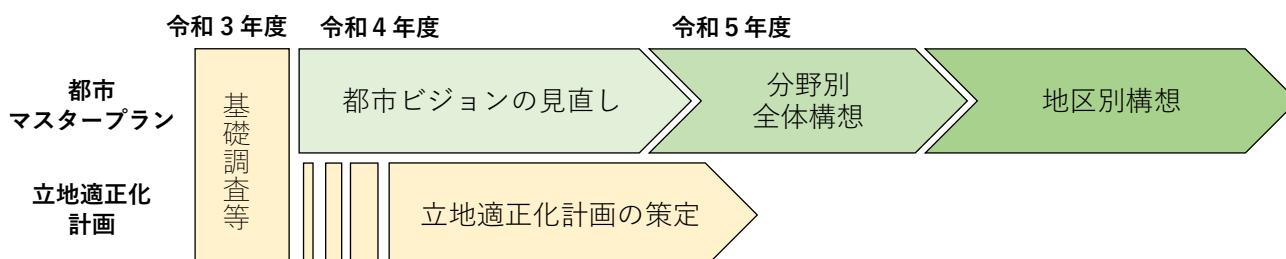 令和3年度
令和4年度
令和5年度
都市
マスタープラン
基礎調査等
都市ビジョンの見直し
分野別
全体構想
地区別構想
立地適正化
計画
立地適正化計画の策定